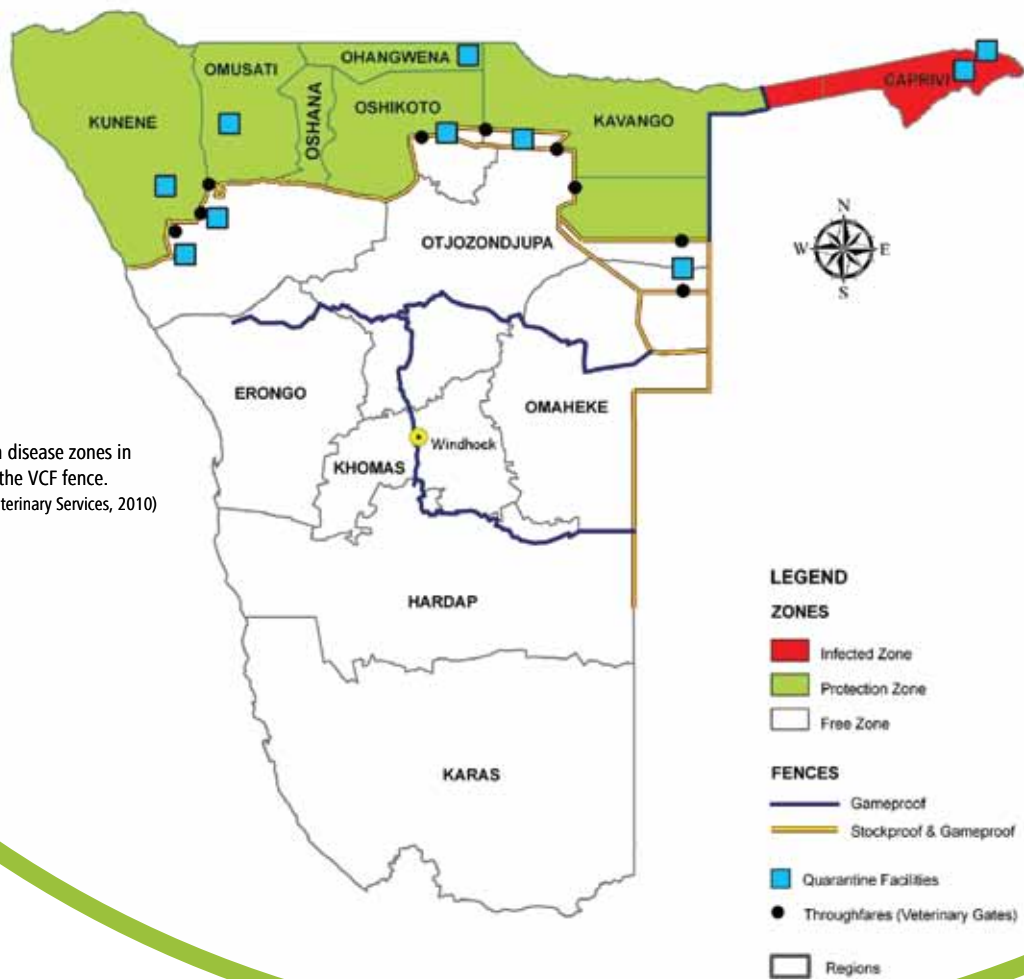 OHANGWENA
OMUSATI
CAPRIVI
OSHIKOTO
KUNENE
OSHANA
KAVANGO
N
OTJOZONDJUPA
W E
S
ERONGO
OMAHEKE
Windhoek
disease zones in
KHOMAS
the VCF fence.
terinary Services, 2010)
LEGEND
HARDAP
ZONES
Infected Zone
Protection Zone
Free Zone
KARAS
FENCES
Gameproof
Stockproof & Gameproof
Quarantine Facilities
Throughfares (Veterinary Gates)
Regions